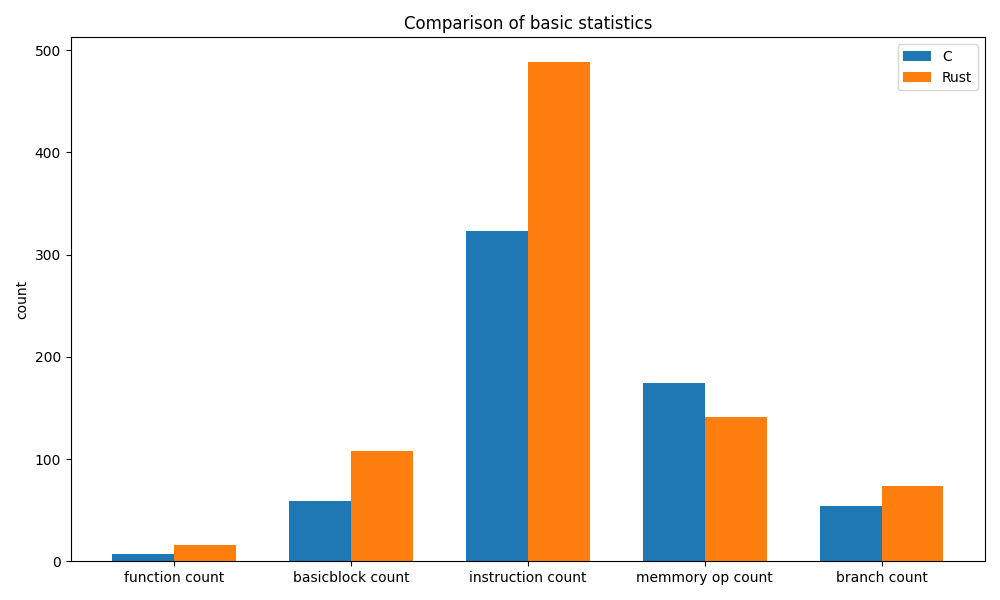 Comparison of basic statistics
C
Rust
count
500
400
300
200
100
0
function count
basicblock count
instruction count
memmory op count
branch count